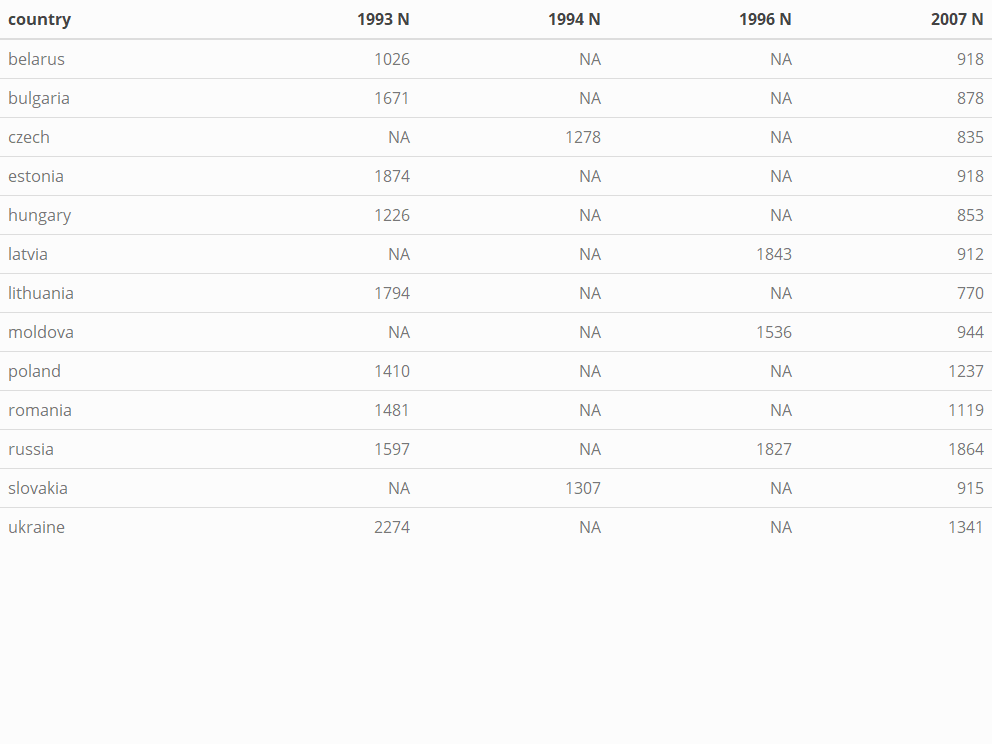 country 1993 N 1994 N 1996 N 2007 N
belarus 1026 NA NA 918
bulgaria 1671 NA NA 878
czech NA 1278 NA 835
estonia 1874 NA NA 918
hungary 1226 NA NA 853
latvia NA NA 1843 912
lithuania 1794 NA NA 770
moldova NA NA 1536 944
poland 1410 NA NA 1237
romania 1481 NA NA 1119
russia 1597 NA 1827 1864
slovakia NA 1307 NA 915
ukraine 2274 NA NA 1341